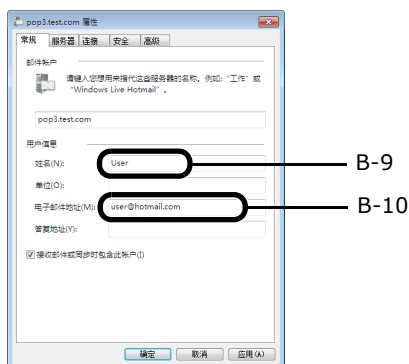 pop3.test.com 属性
常规 服务器 连接 安全 高级
邮件帐户
请键入您想用来指代这些服务器的名称。例如:“工作”或
“Windows Live Hotmail”。
pop3.test.com
用户信息
姓名(N): User B-9
单位(O):
电子邮件地址(M): user@hotmail.com B-10
答复地址(Y):
接收邮件或同步时包含此帐户(I)
确定 取消 应用(A)